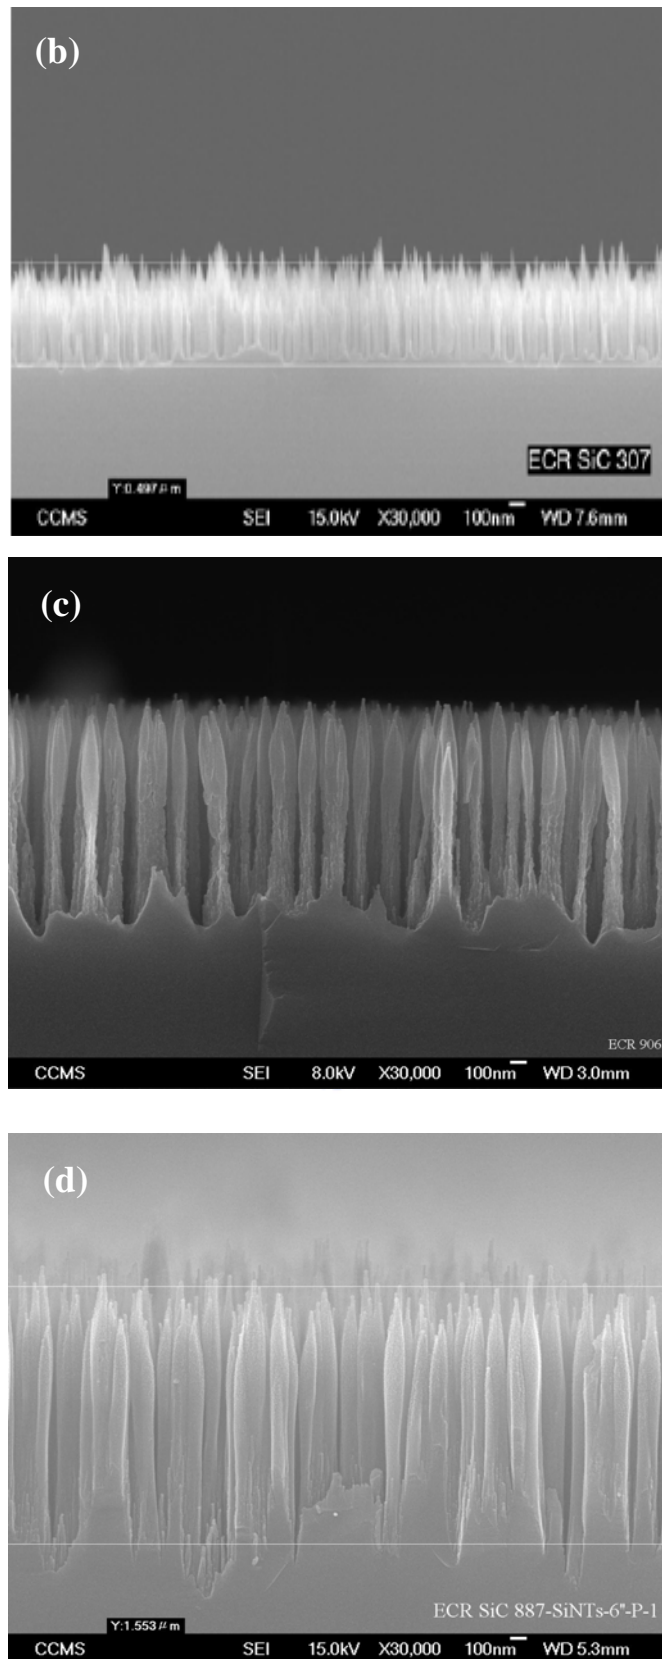 (b)
ECR SiC 307
Y:0.497μm
CCMS SEI 15.0kV X30,000 100nm WD 7.6mm
(c)
ECR 906
CCMS SEI 8.0kV X30,000 100nm WD 3.0mm
(d)
ECR SiC 887-SiNTs-6"-P-1
Y:1.553μm
CCMS SEI 15.0kV X30,000 100nm WD 5.3mm